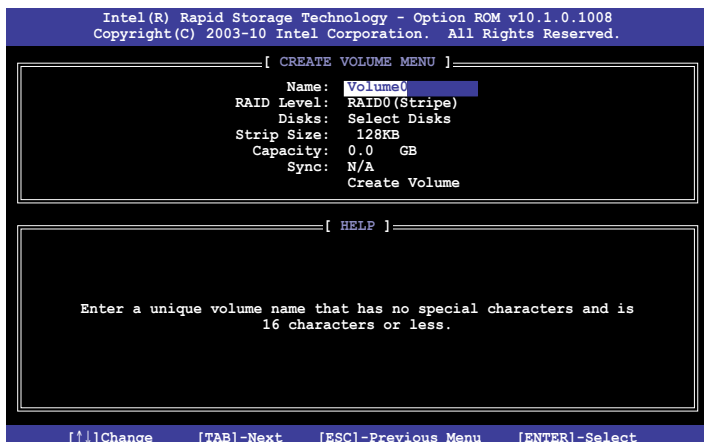 Intel(R) Rapid Storage Technology - Option ROM v10.1.0.1008
Copyright(C) 2003-10 Intel Corporation. All Rights Reserved.
[ CREATE VOLUME MENU ]
Name: Volume0
RAID Level: RAID0(Stripe)
Disks: Select Disks
Strip Size: 128KB
Capacity: 0.0 GB
Sync: N/A
Create Volume
[ HELP ]
Enter a unique volume name that has no special characters and is
16 characters or less.
[↑↓]Change [TAB]-Next [ESC]-Previous Menu [ENTER]-Select